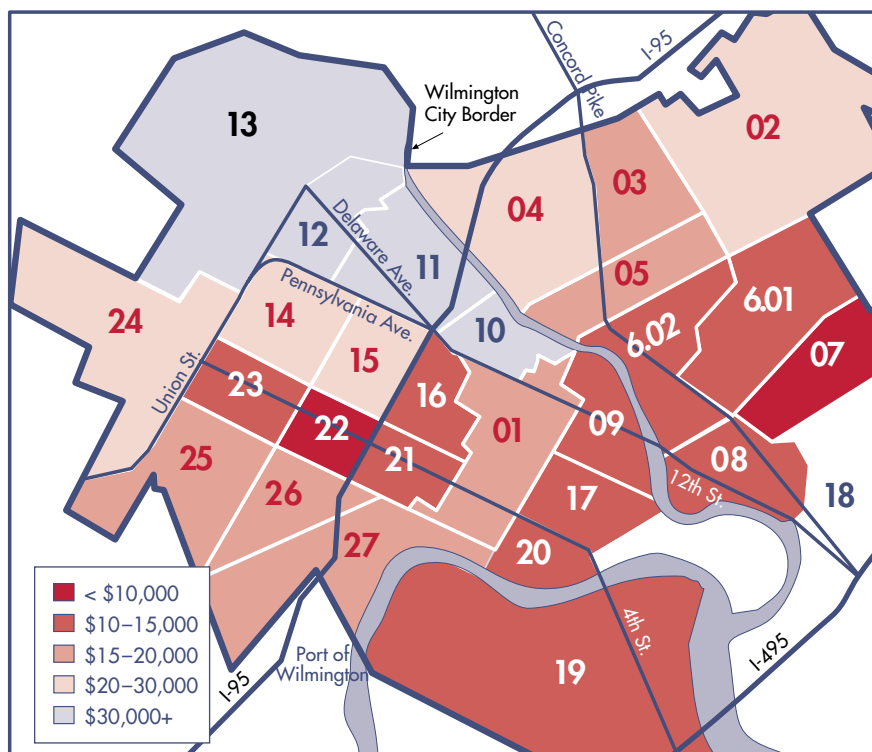 Concord Pike
I-95
Wilmington
City Border
13
02
03
04
12
Delaware Ave.
11
05
Pennsylvania Ave.
10
6.01
6.02
24
14
15
07
Union St.
23
16
22
01
09
21
08
25
12th St.
18
26
17
27
20
< $10,000
$10–15,000
$15–20,000
$20–30,000
$30,000+
4th St.
I-495
Port of
Wilmington
19
I-95